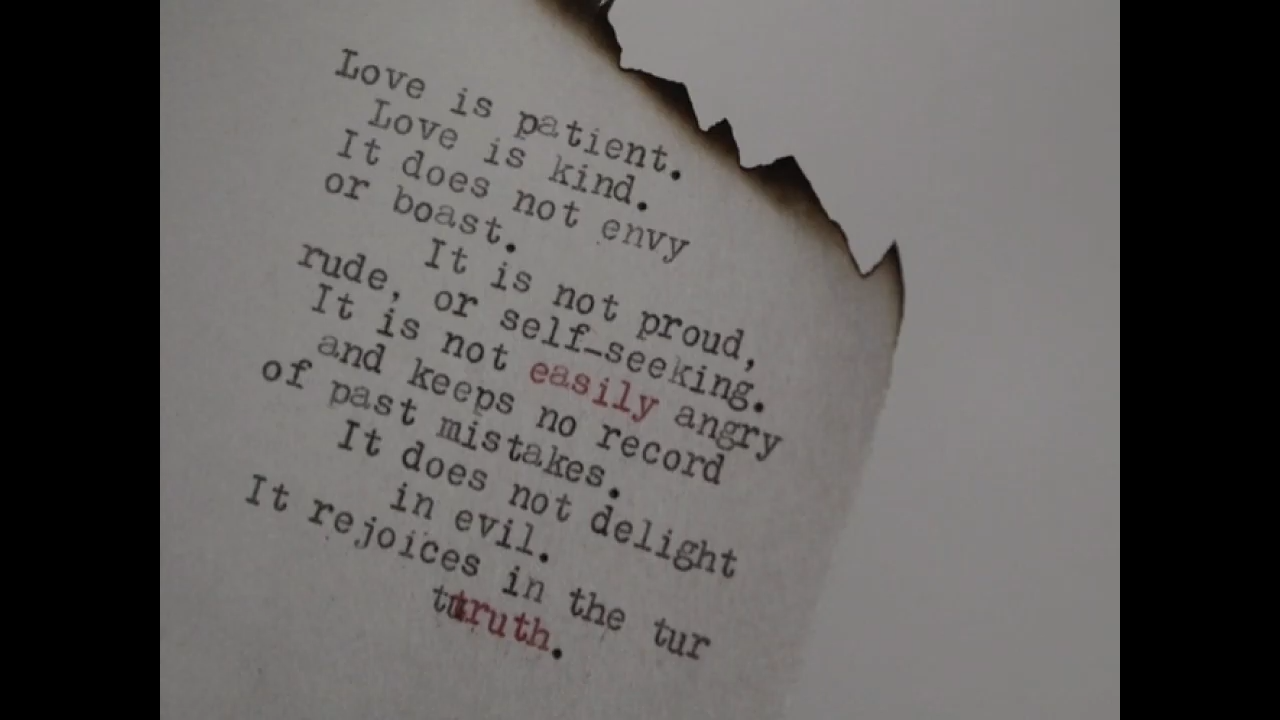 Love is patient.
Love is kind.
It does not envy
or boast.
It is not proud,
rude, or self-seeking.
It is not easily angry
and keeps no record
of past mistakes.
It does not delight
in evil.
It rejoices in the tur
truth.